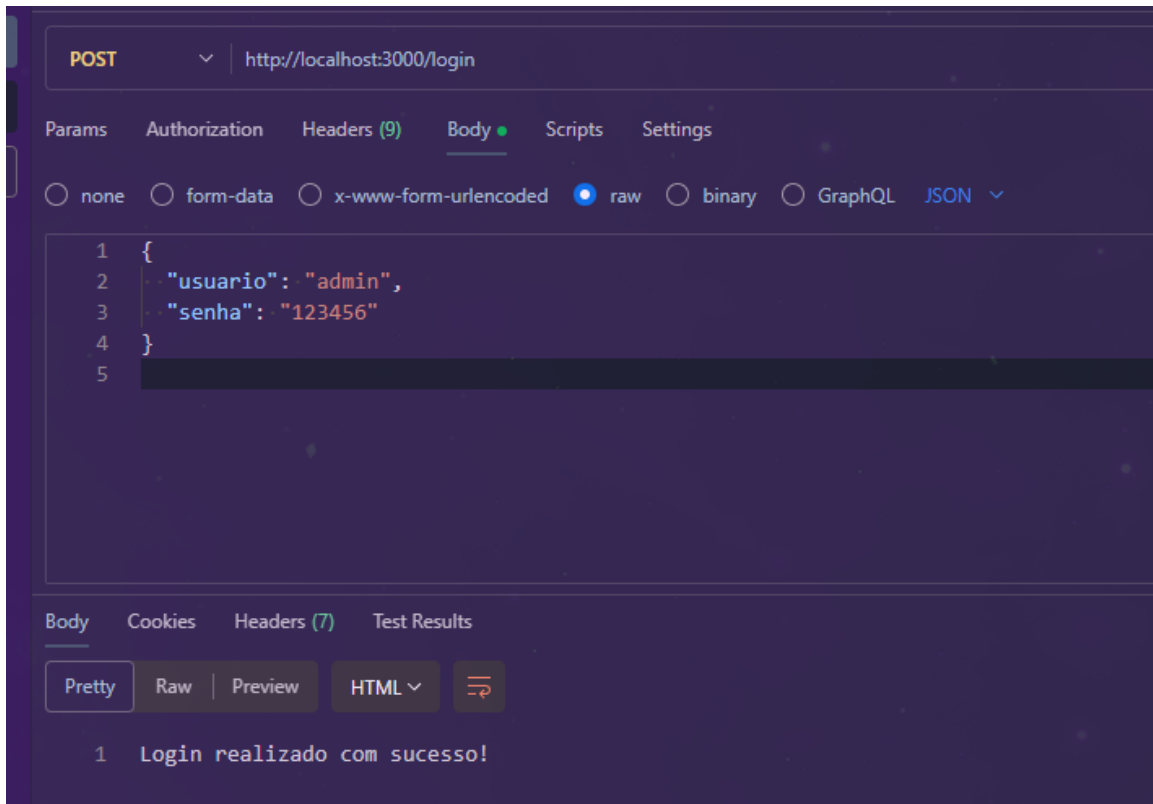 POST http://localhost:3000/login
Params Authorization Headers (9) Body Scripts Settings
none form-data x-www-form-urlencoded raw binary GraphQL JSON
1 {
2 "usuario": "admin",
3 "senha": "123456"
4 }
5
Body Cookies Headers (7) Test Results
Pretty Raw Preview HTML
1 Login realizado com sucesso!